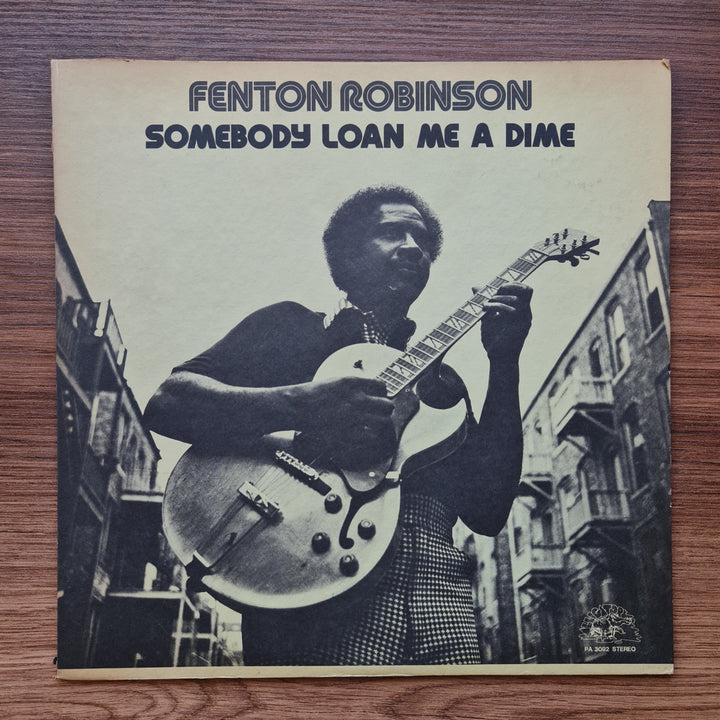 FENTON ROBINSON
SOMEBODY LOAN ME A DIME
PA 3092 STEREO